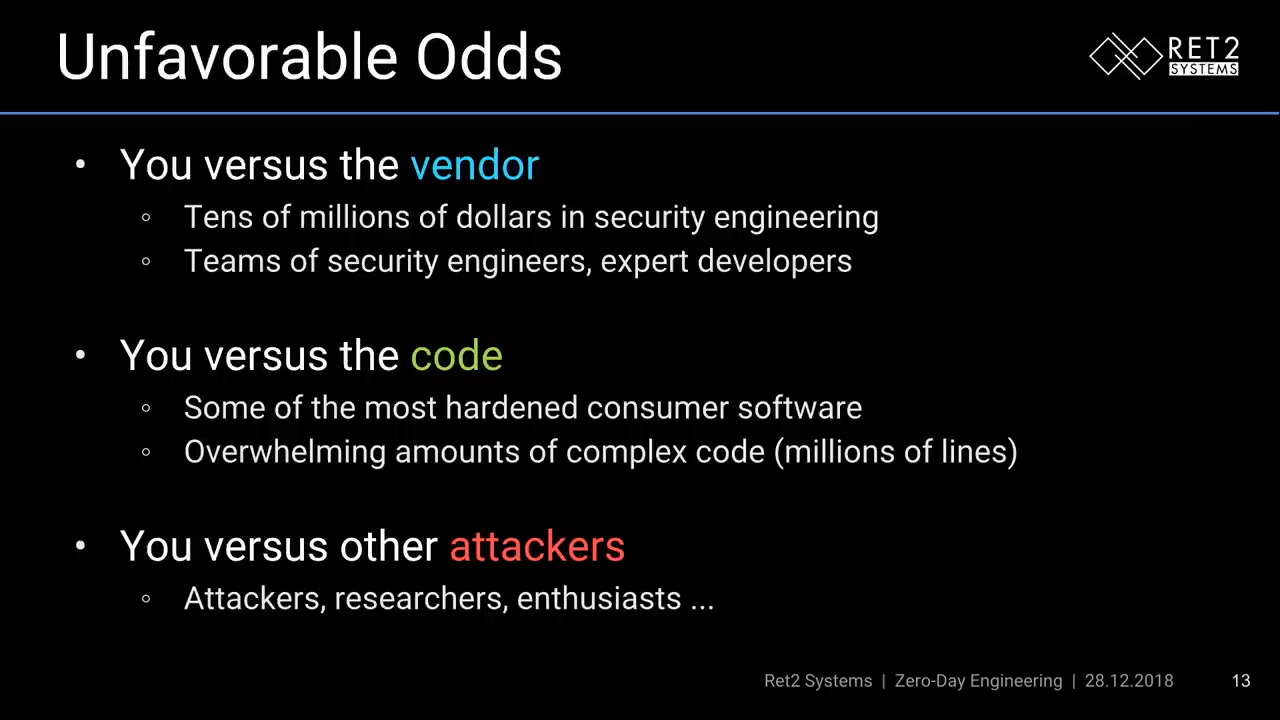 Unfavorable Odds
RET2
SYSTEMS
• You versus the vendor
◦ Tens of millions of dollars in security engineering
◦ Teams of security engineers, expert developers
• You versus the code
◦ Some of the most hardened consumer software
◦ Overwhelming amounts of complex code (millions of lines)
• You versus other attackers
◦ Attackers, researchers, enthusiasts ...
Ret2 Systems | Zero-Day Engineering | 28.12.2018 13